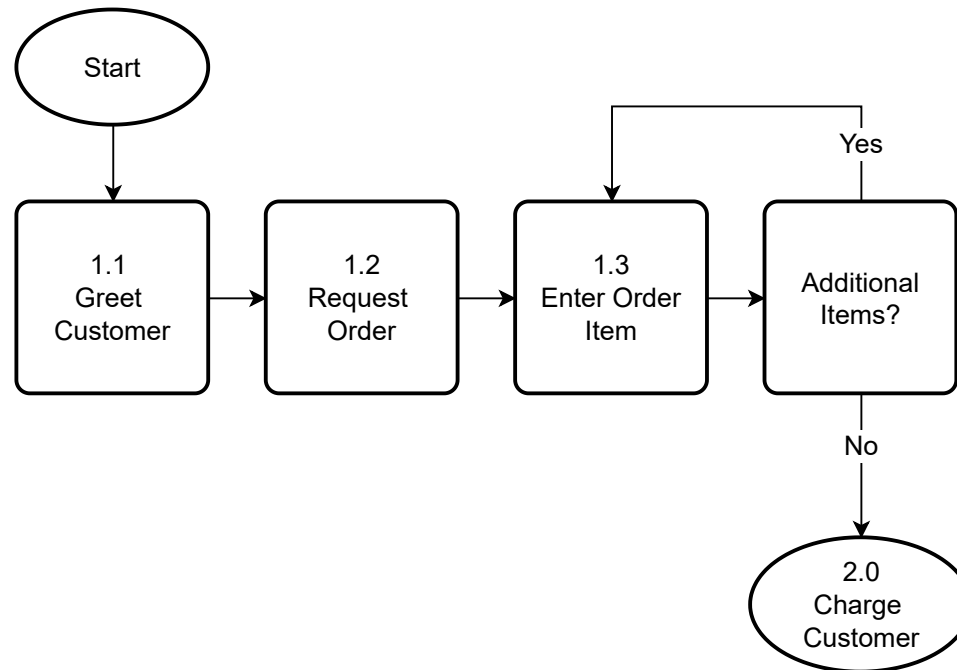 Start
Yes
1.1
Greet
Customer
1.2
Request
Order
1.3
Enter Order
Item
Additional
Items?
No
2.0
Charge
Customer